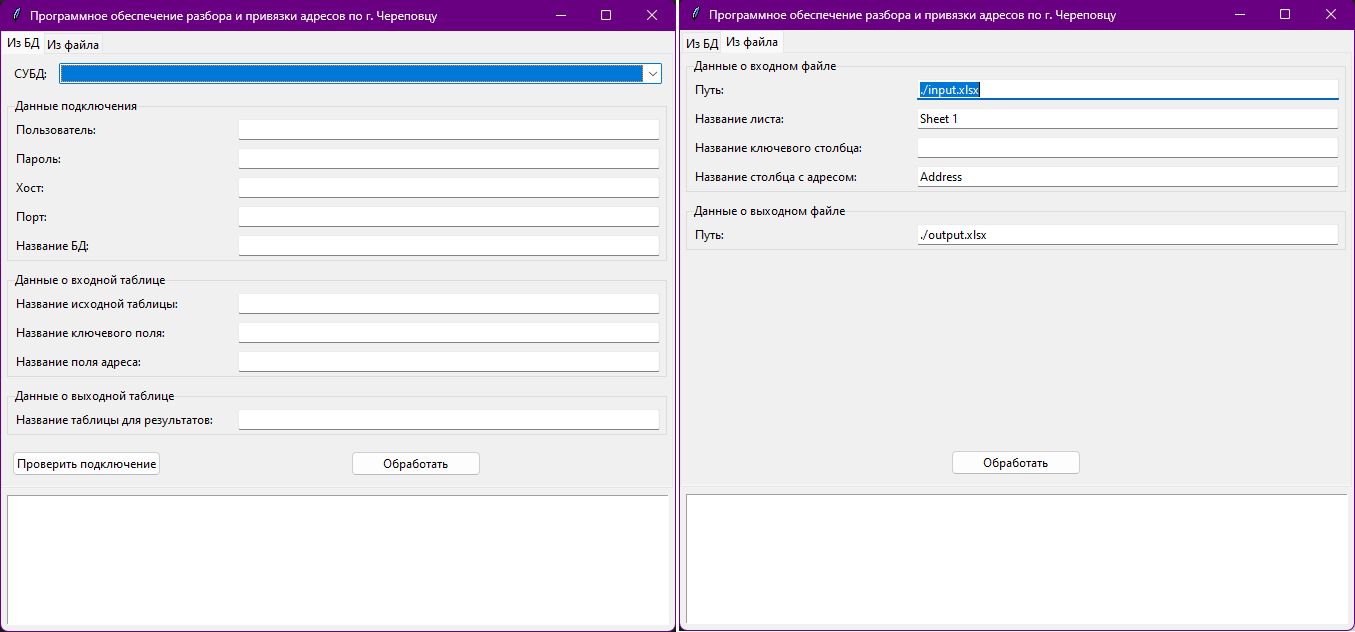 Программное обеспечение разбора и привязки адресов по г. Череповцу
Из БД Из файла
СУБД:
Данные подключения
Пользователь:
Пароль:
Хост:
Порт:
Название БД:
Данные о входной таблице
Название исходной таблицы:
Название ключевого поля:
Название поля адреса:
Данные о выходной таблице
Название таблицы для результатов:
Проверить подключение Обработать
Программное обеспечение разбора и привязки адресов по г. Череповцу
Из БД Из файла
Данные о входном файле
Путь: ./input.xlsx
Название листа: Sheet 1
Название ключевого столбца:
Название столбца с адресом: Address
Данные о выходном файле
Путь: ./output.xlsx
Обработать